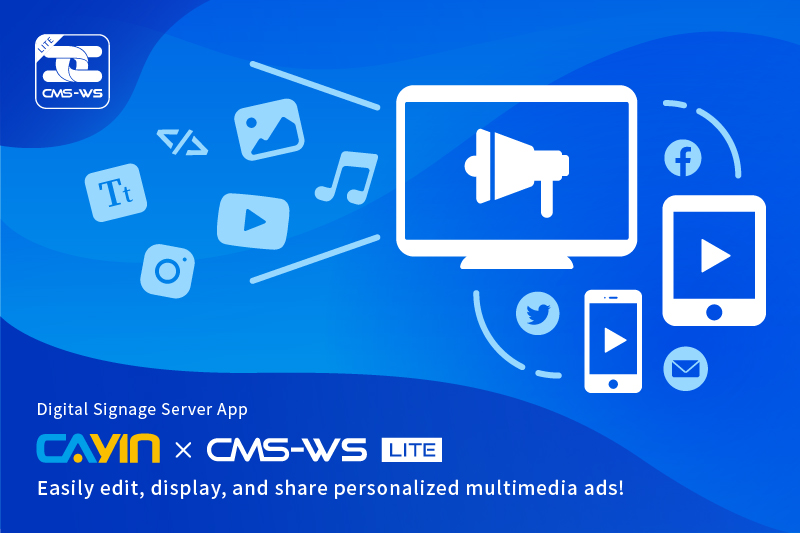 LITE
CMS-WS
Tt
Digital Signage Server App
CAYIN × CMS-WS LITE
Easily edit, display, and share personalized multimedia ads!